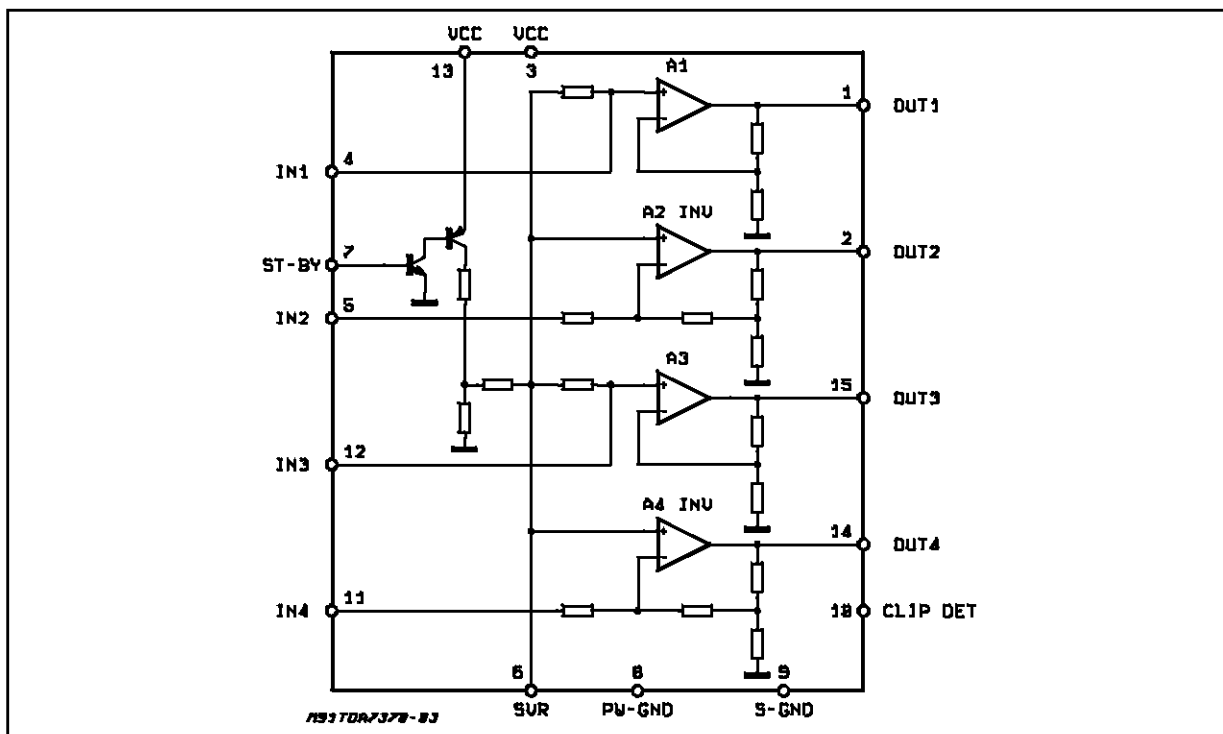 VCC VCC
13 3
A1
1 OUT1
IN1 4
A2 INV
2 OUT2
ST-BY 7
IN2 5
A3
15 OUT3
IN3 12
A4 INV
14 OUT4
IN4 11
10 CLIP DET
6 8 9
SVR PW-GND S-GND
M93TDA7370-03